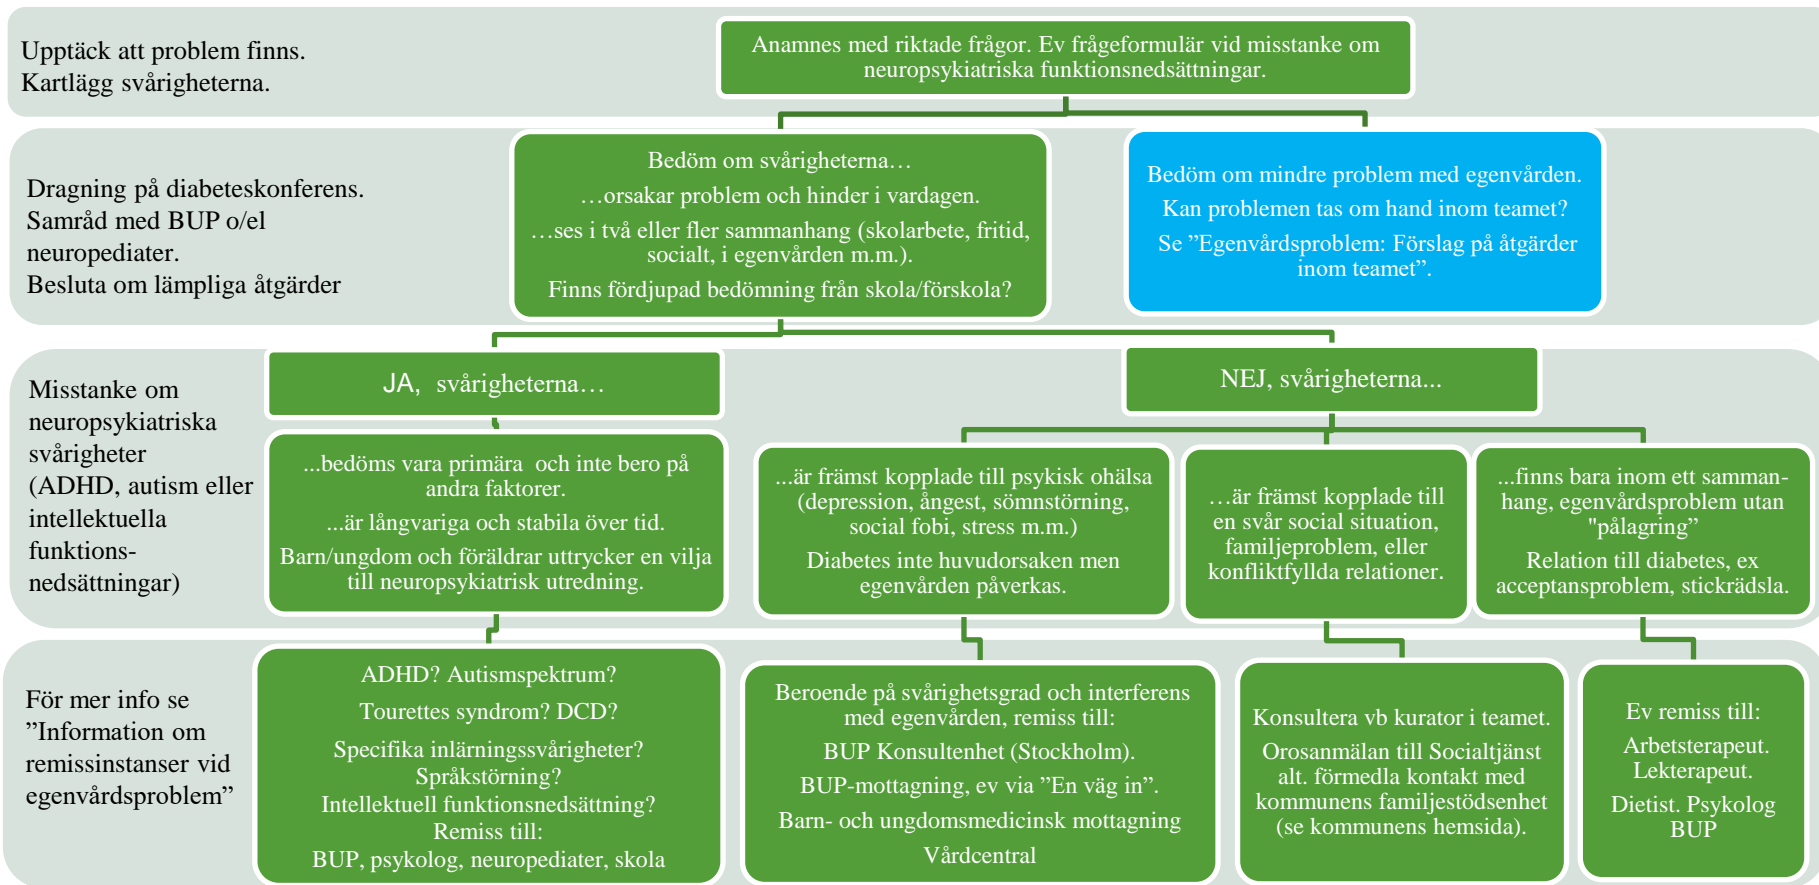 Upptäck att problem finns.
Kartlägg svårigheterna.
Anamnes med riktade frågor. Ev frågeformulär vid misstanke om
neuropsykiatriska funktionsnedsättningar.
Dragning på diabeteskonferens.
Samråd med BUP o/el
neuropediater.
Besluta om lämpliga åtgärder
Bedöm om svårigheterna…
…orsakar problem och hinder i vardagen.
…ses i två eller fler sammanhang (skolarbete, fritid,
socialt, i egenvården m.m.).
Finns fördjupad bedömning från skola/förskola?
Bedöm om mindre problem med egenvården.
Kan problemen tas om hand inom teamet?
Se ”Egenvårdsproblem: Förslag på åtgärder
inom teamet”.
Misstanke om
neuropsykiatriska
svårigheter
(ADHD, autism eller
intellektuella
funktions-
nedsättningar)
JA, svårigheterna…
NEJ, svårigheterna...
...bedöms vara primära och inte bero på
andra faktorer.
...är långvariga och stabila över tid.
Barn/ungdom och föräldrar uttrycker en vilja
till neuropsykiatrisk utredning.
...är främst kopplade till psykisk ohälsa
(depression, ångest, sömnstörning,
social fobi, stress m.m.)
Diabetes inte huvudorsaken men
egenvården påverkas.
…är främst kopplade till
en svår social situation,
familjeproblem, eller
konfliktfyllda relationer.
...finns bara inom ett samman-
hang, egenvårdsproblem utan
"pålagring”
Relation till diabetes, ex
acceptansproblem, stickrädsla.
För mer info se
”Information om
remissinstanser vid
egenvårdsproblem”
ADHD? Autismspektrum?
Tourettes syndrom? DCD?
Specifika inlärningssvårigheter?
Språkstörning?
Intellektuell funktionsnedsättning?
Remiss till:
BUP, psykolog, neuropediater, skola
Beroende på svårighetsgrad och interferens
med egenvården, remiss till:
BUP Konsultenhet (Stockholm).
BUP-mottagning, ev via ”En väg in”.
Barn- och ungdomsmedicinsk mottagning
Vårdcentral
Konsultera vb kurator i teamet.
Orosanmälan till Socialtjänst
alt. förmedla kontakt med
kommunens familjestödsenhet
(se kommunens hemsida).
Ev remiss till:
Arbetsterapeut.
Lekterapeut.
Dietist. Psykolog
BUP